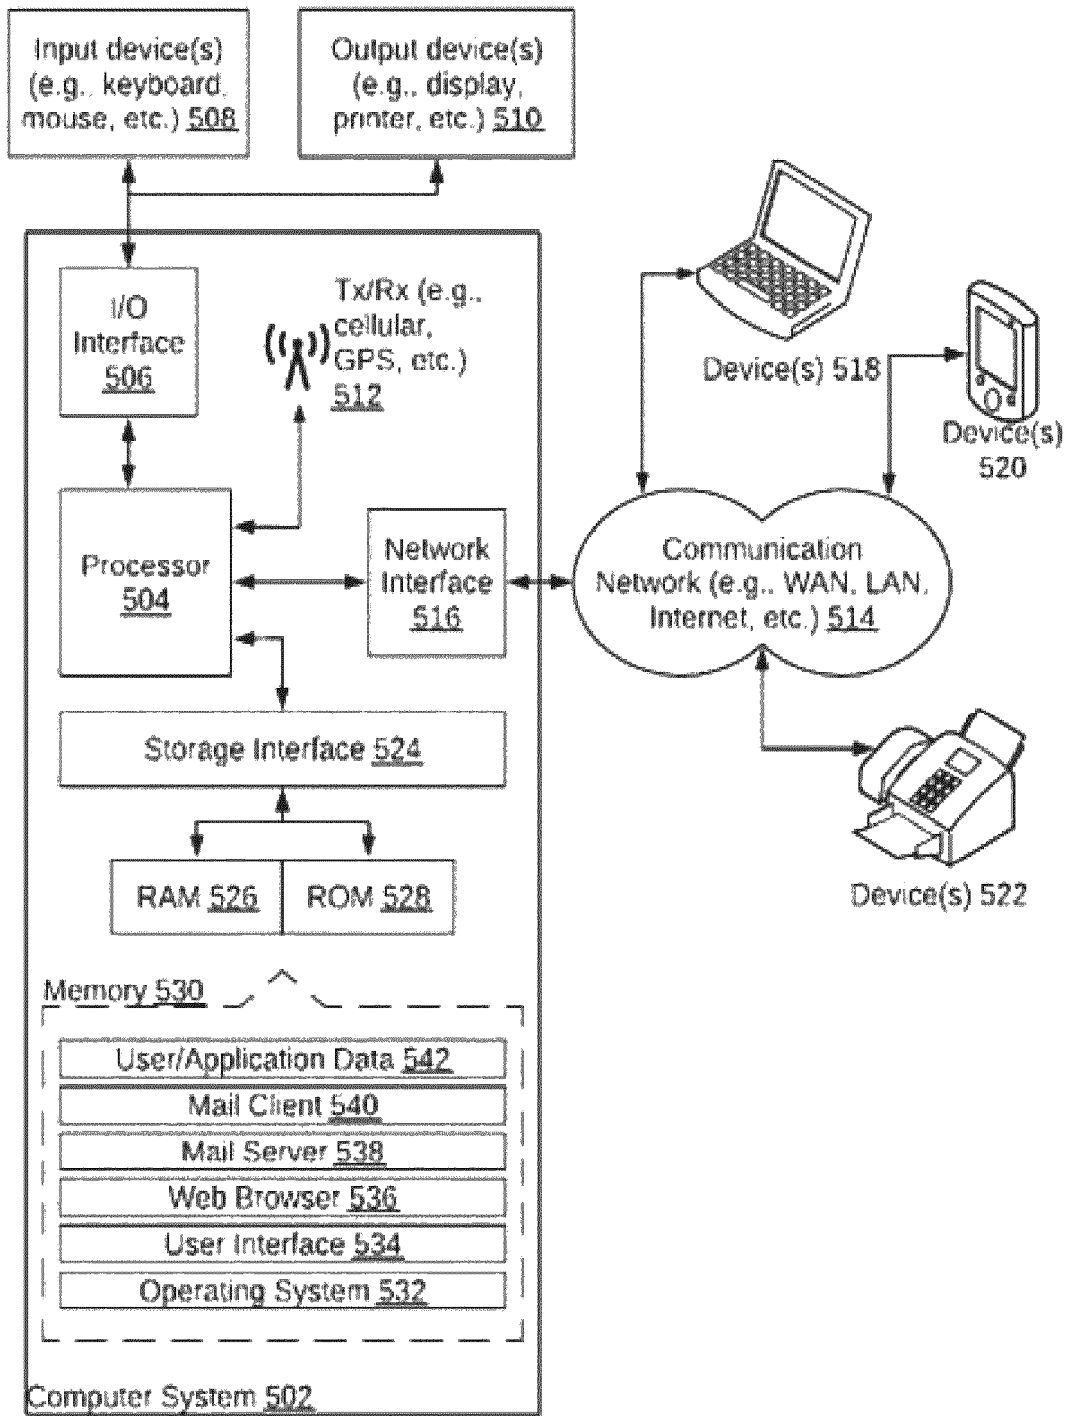 Input device(s)
(e.g., keyboard,
mouse, etc.) 508
Output device(s)
(e.g., display,
printer, etc.) 510
I/O
Interface
506
Tx/Rx (e.g.,
cellular,
GPS, etc.)
512
Device(s) 518
Device(s)
520
Processor
504
Network
Interface
516
Communication
Network (e.g., WAN, LAN,
Internet, etc.) 514
Storage Interface 524
RAM 526
ROM 528
Device(s) 522
Memory 530
User/Application Data 542
Mail Client 540
Mail Server 538
Web Browser 536
User Interface 534
Operating System 532
Computer System 502